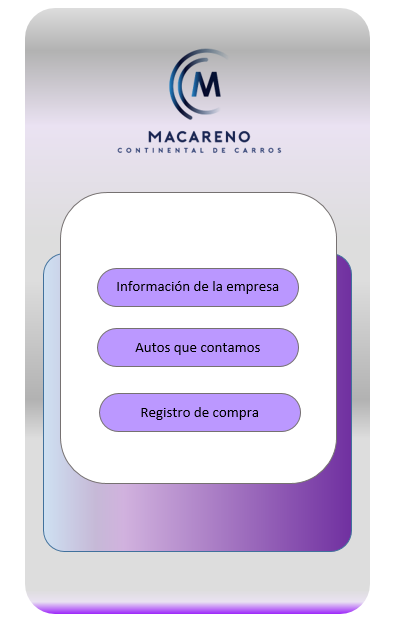 M
MACARENO
CONTINENTAL DE CARROS
Información de la empresa
Autos que contamos
Registro de compra